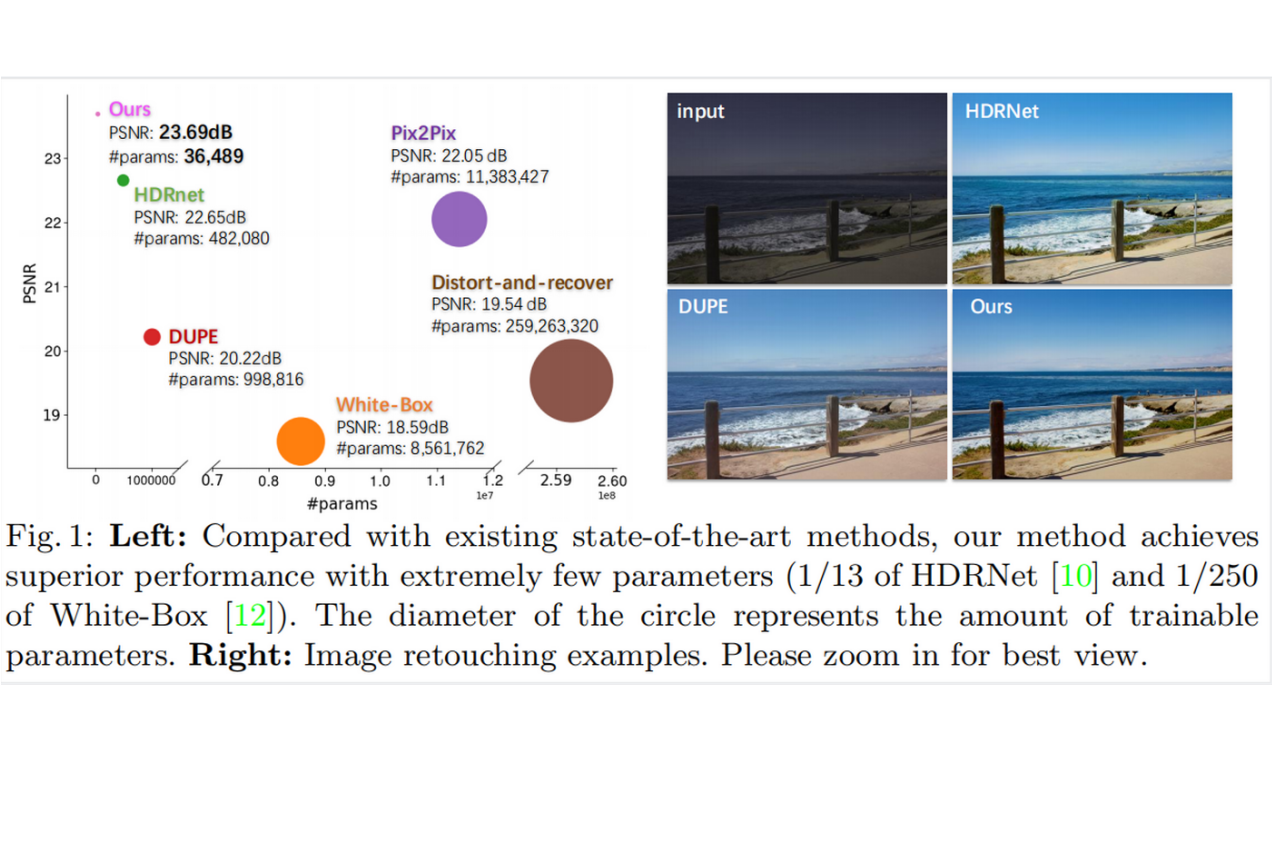 Ours
PSNR: 23.69dB
#params: 36,489
HDRnet
PSNR: 22.65dB
#params: 482,080
Pix2Pix
PSNR: 22.05 dB
#params: 11,383,427
Distort-and-recover
PSNR: 19.54 dB
#params: 259,263,320
DUPE
PSNR: 20.22dB
#params: 998,816
White-Box
PSNR: 18.59dB
#params: 8,561,762
PSNR
23
22
21
20
19
0 1000000 0.7 0.8 0.9 1.0 1.1 1.2 2.59 2.60
1e7 1e8
#params
input
HDRNet
DUPE
Ours
Fig. 1: Left: Compared with existing state-of-the-art methods, our method achieves
superior performance with extremely few parameters (1/13 of HDRNet [10] and 1/250
of White-Box [12]). The diameter of the circle represents the amount of trainable
parameters. Right: Image retouching examples. Please zoom in for best view.